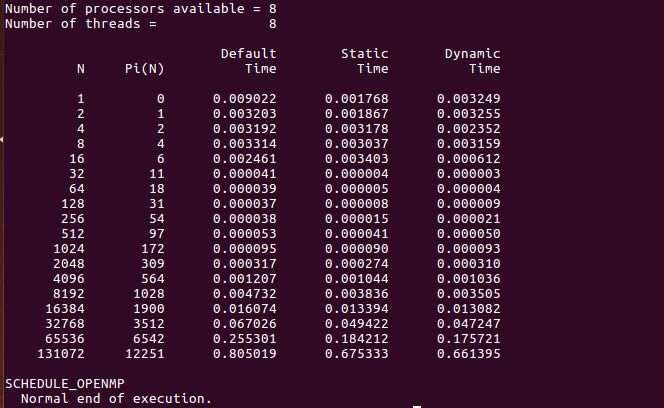 Number of processors available = 8
Number of threads =              8

                           Default        Static       Dynamic
         N     Pi(N)          Time          Time          Time

         1         0      0.009022      0.001768      0.003249
         2         1      0.003203      0.001867      0.003255
         4         2      0.003192      0.003178      0.002352
         8         4      0.003314      0.003037      0.003159
        16         6      0.002461      0.003403      0.000612
        32        11      0.000041      0.000004      0.000003
        64        18      0.000039      0.000005      0.000004
       128        31      0.000037      0.000008      0.000009
       256        54      0.000038      0.000015      0.000021
       512        97      0.000053      0.000041      0.000050
      1024       172      0.000095      0.000090      0.000093
      2048       309      0.000317      0.000274      0.000310
      4096       564      0.001207      0.001044      0.001036
      8192      1028      0.004732      0.003836      0.003505
     16384      1900      0.016074      0.013394      0.013082
     32768      3512      0.067026      0.049422      0.047247
     65536      6542      0.255301      0.184212      0.175721
    131072     12251      0.805019      0.675333      0.661395

SCHEDULE_OPENMP
  Normal end of execution.